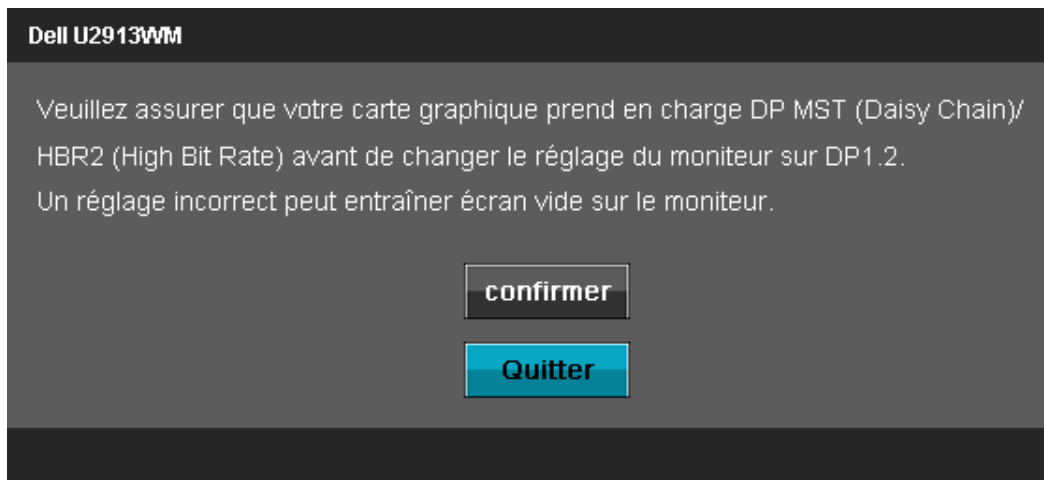 Dell U2913WM
Veuillez assurer que votre carte graphique prend en charge DP MST (Daisy Chain)/
HBR2 (High Bit Rate) avant de changer le réglage du moniteur sur DP1.2.
Un réglage incorrect peut entraîner écran vide sur le moniteur.
confirmer
Quitter